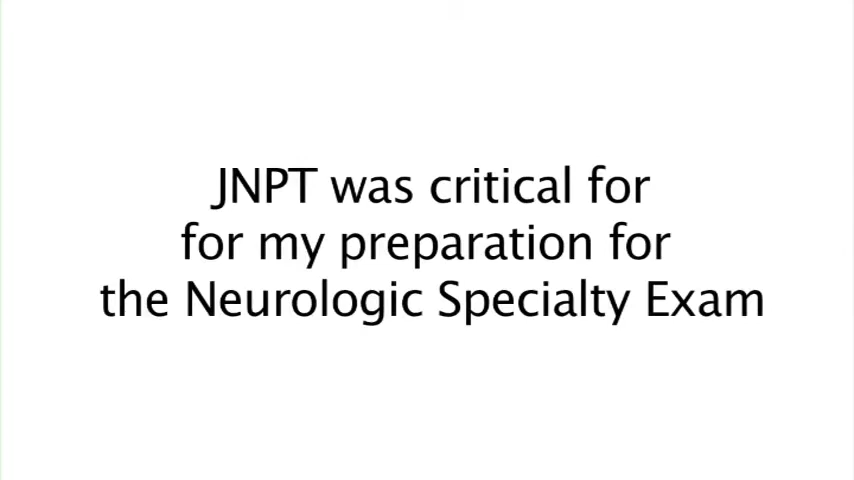 JNPT was critical for
for my preparation for
the Neurologic Specialty Exam